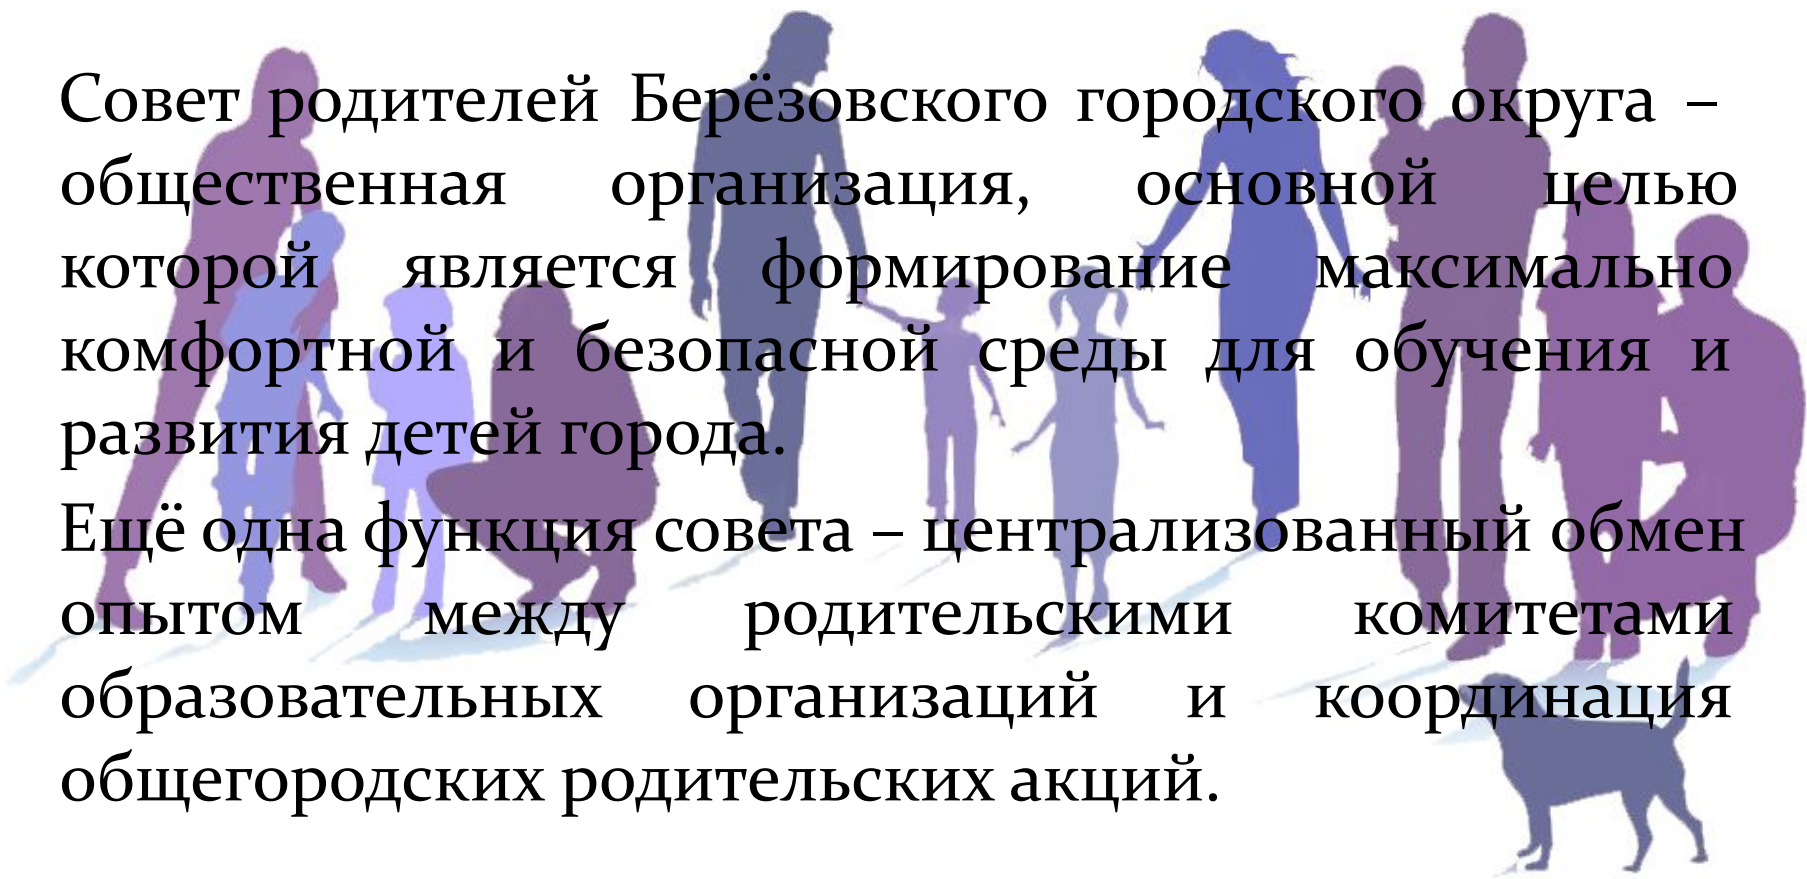 Совет родителей Берёзовского городского округа –
общественная организация, основной целью
которой является формирование максимально
комфортной и безопасной среды для обучения и
развития детей города.
Ещё одна функция совета – централизованный обмен
опытом между родительскими комитетами
образовательных организаций и координация
общегородских родительских акций.